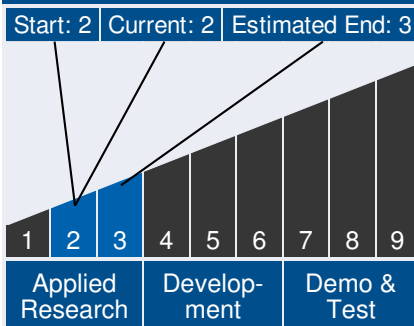 Start: 2 Current: 2 Estimated End: 3
1 2 3 4 5 6 7 8 9
Applied Research
Develop-
ment
Demo & Test